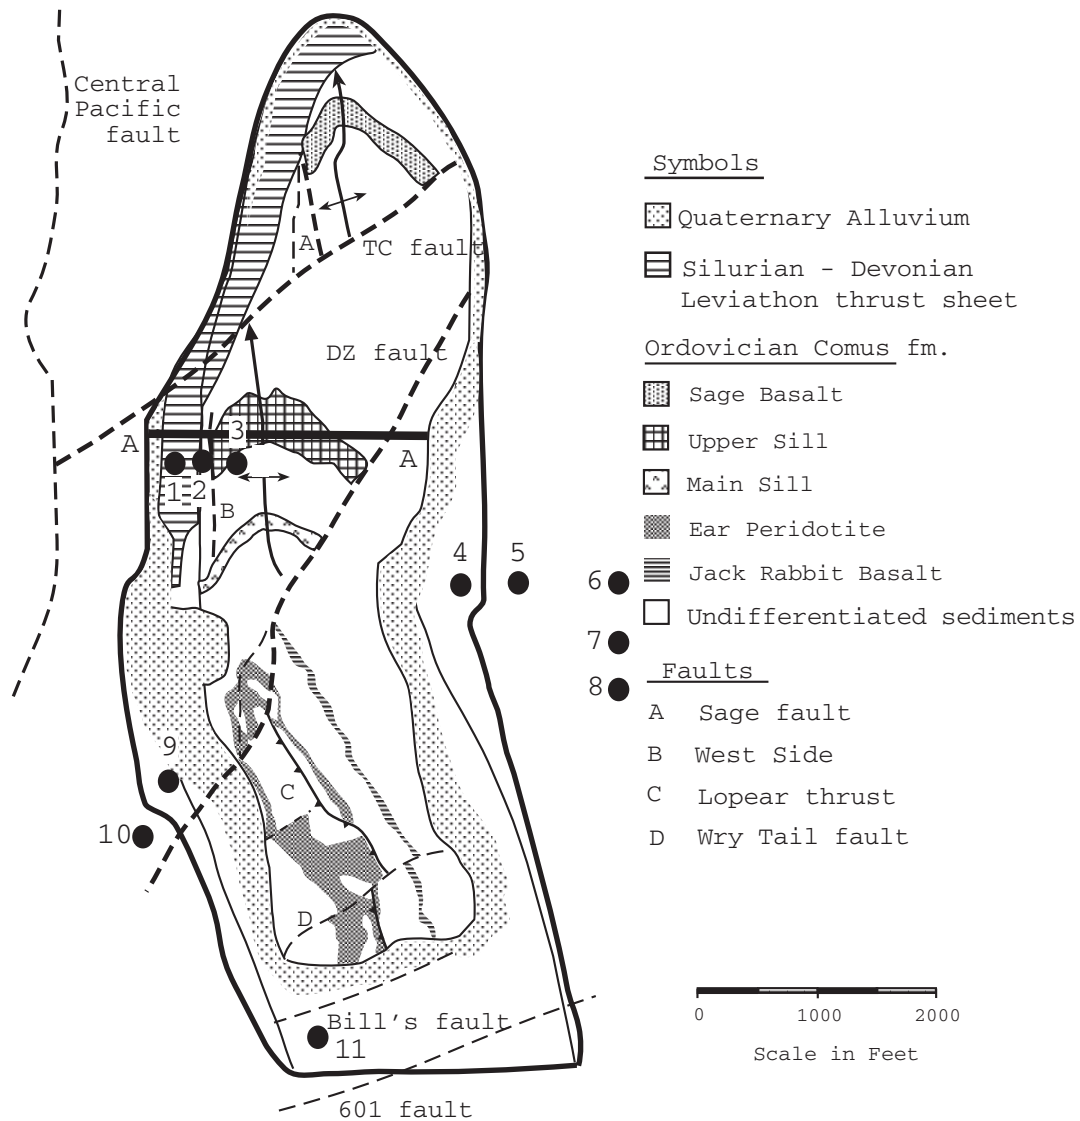 Central
Pacific
fault
A
TC fault
DZ fault
A
3
A
1
2
B
4
5
6
7
8
9
C
10
D
Bill's fault
11
601 fault
Symbols
Quaternary Alluvium
Silurian - Devonian
Leviathon thrust sheet
Ordovician Comus fm.
Sage Basalt
Upper Sill
Main Sill
Ear Peridotite
Jack Rabbit Basalt
Undifferentiated sediments
Faults
A Sage fault
B West Side
C Lopear thrust
D Wry Tail fault
0 1000 2000
Scale in Feet